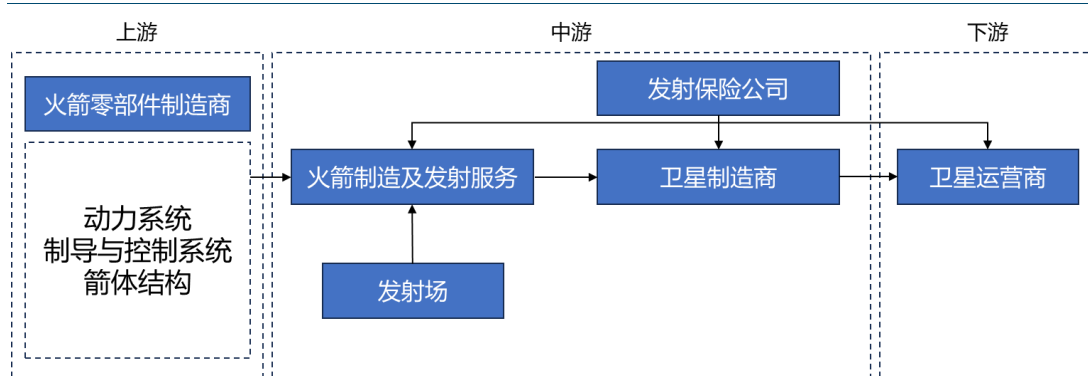 上游
中游
下游
火箭零部件制造商
发射保险公司
火箭制造及发射服务
卫星制造商
卫星运营商
动力系统
制导与控制系统
箭体结构
发射场